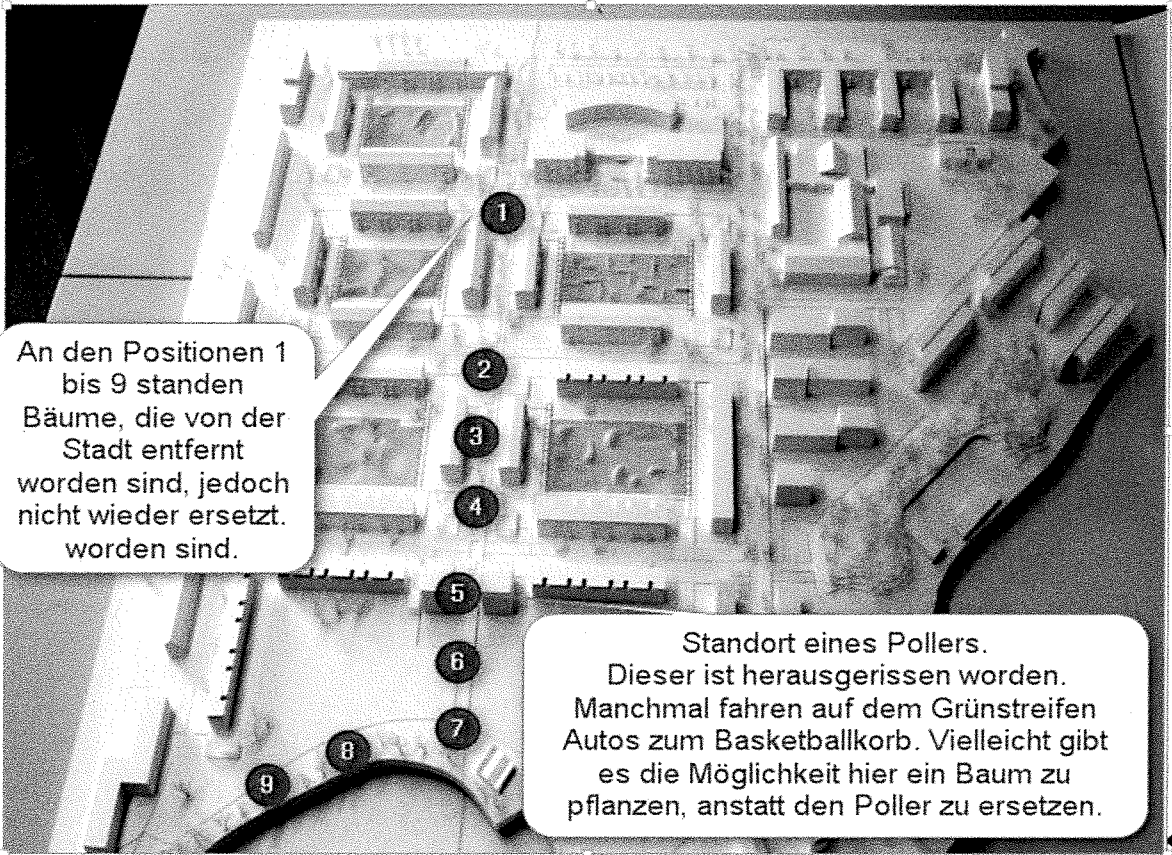 1
An den Positionen 1
bis 9 standen
Bäume, die von der
Stadt entfernt
worden sind, jedoch
nicht wieder ersetzt.
worden sind.
2
3
4
5
6
7
8
9
Standort eines Pollers.
Dieser ist herausgerissen worden.
Manchmal fahren auf dem Grünstreifen
Autos zum Basketballkorb. Vielleicht gibt
es die Möglichkeit hier ein Baum zu
pflanzen, anstatt den Poller zu ersetzen.